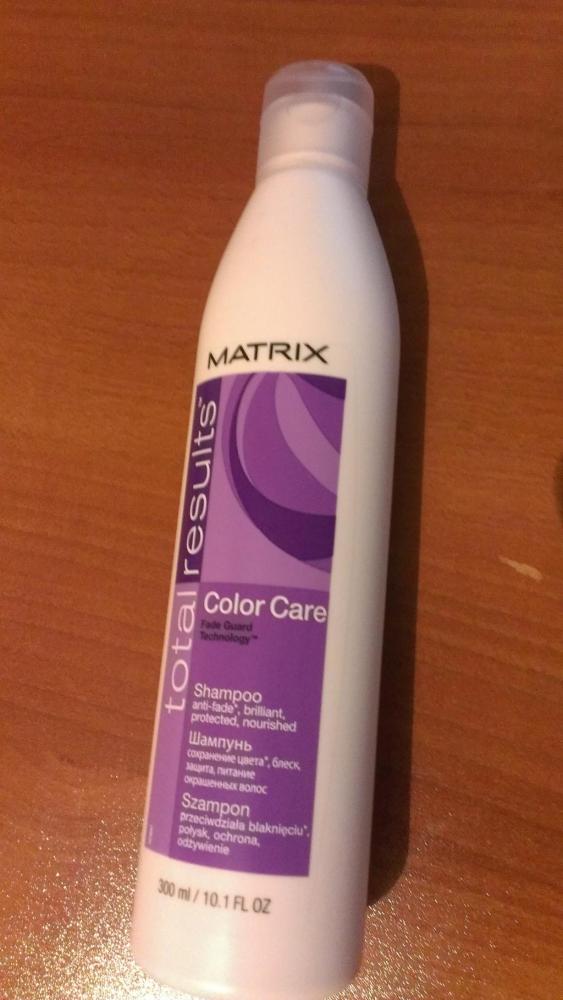 MATRIX
total results™
Color Care
Fade Guard
Technology™
Shampoo
anti-fade*, brilliant,
protected, nourished
Шампунь
сохранение цвета*, блеск,
защита, питание
окрашенных волос
Szampon
przeciwdziała blaknięciu*,
połysk, ochrona,
odżywienie
300 ml / 10.1 FL OZ